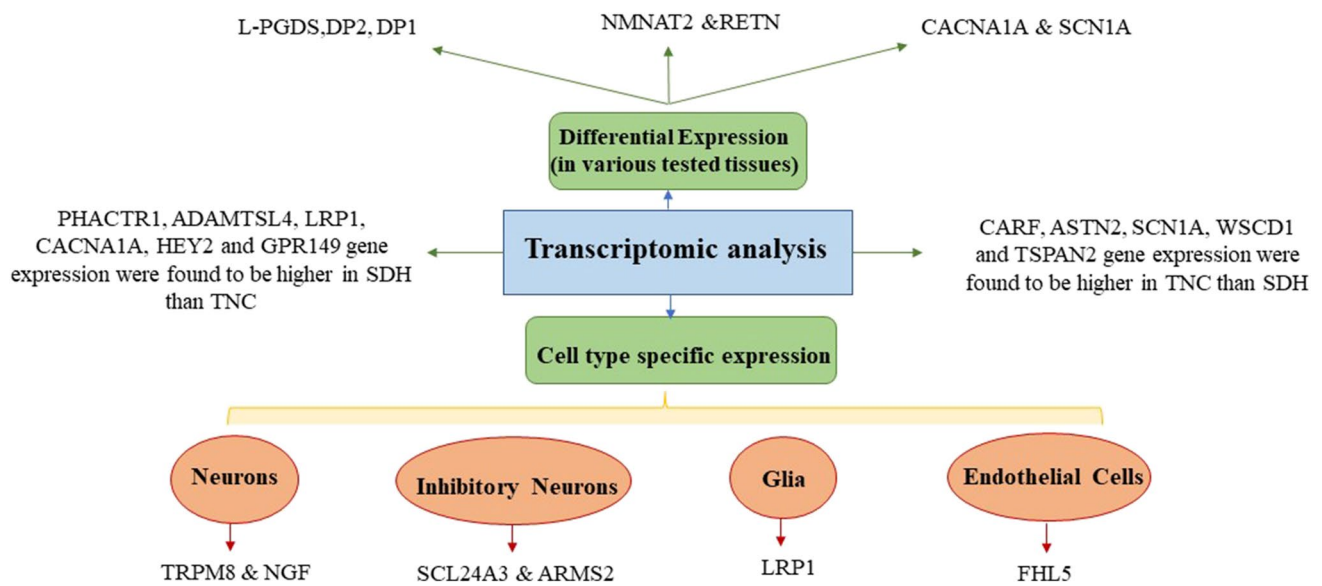 L-PGDS,DP2, DP1
NMNAT2 &RETN
CACNA1A & SCN1A
Differential Expression
(in various tested tissues)
PHACTR1, ADAMTSL4, LRP1,
CACNA1A, HEY2 and GPR149 gene
expression were found to be higher in SDH
than TNC
Transcriptomic analysis
CARF, ASTN2, SCN1A, WSCD1
and TSPAN2 gene expression were
found to be higher in TNC than SDH
Cell type specific expression
Neurons
Inhibitory Neurons
Glia
Endothelial Cells
TRPM8 & NGF
SCL24A3 & ARMS2
LRP1
FHL5